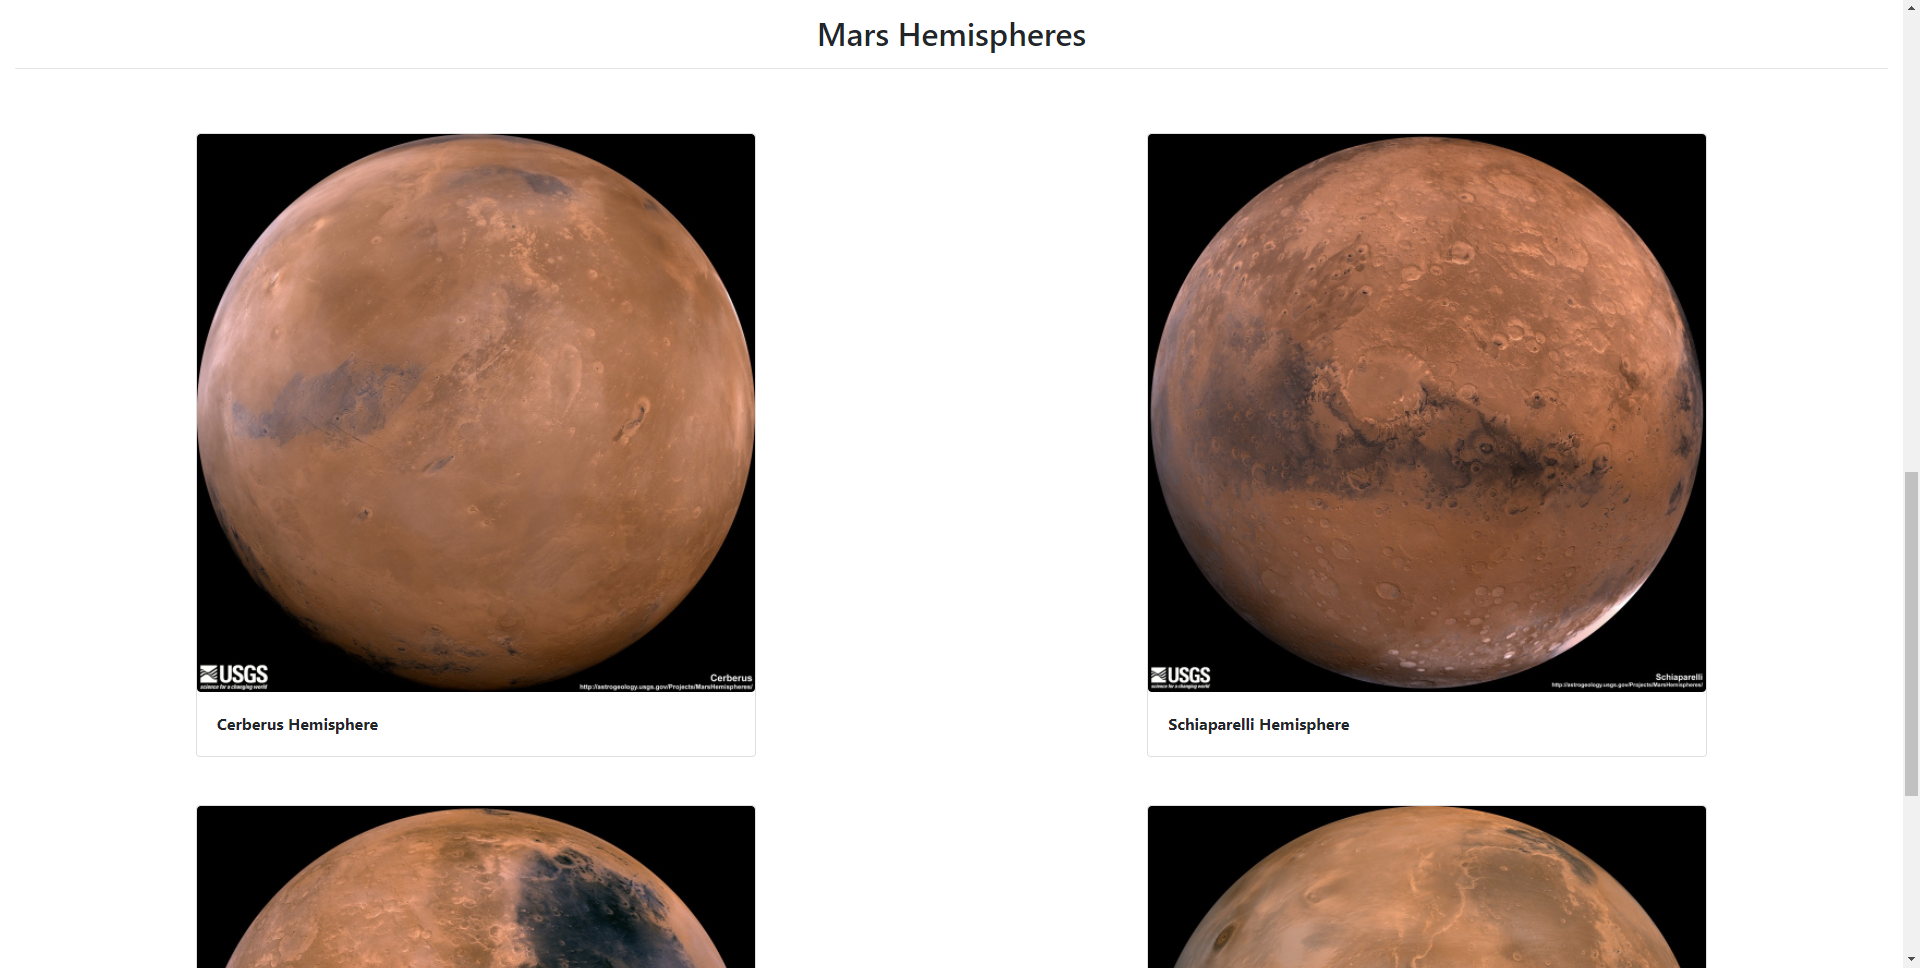 Mars Hemispheres
USGS
science for a changing world
Cerberus
http://astrogeology.usgs.gov/Projects/MarsHemispheres/
Cerberus Hemisphere
USGS
science for a changing world
Schiaparelli
http://astrogeology.usgs.gov/Projects/MarsHemispheres/
Schiaparelli Hemisphere